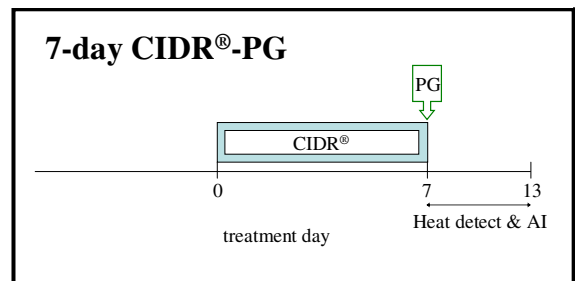 7-day CIDR®-PG
PG
CIDR®
0 7 13
Heat detect & AI
treatment day